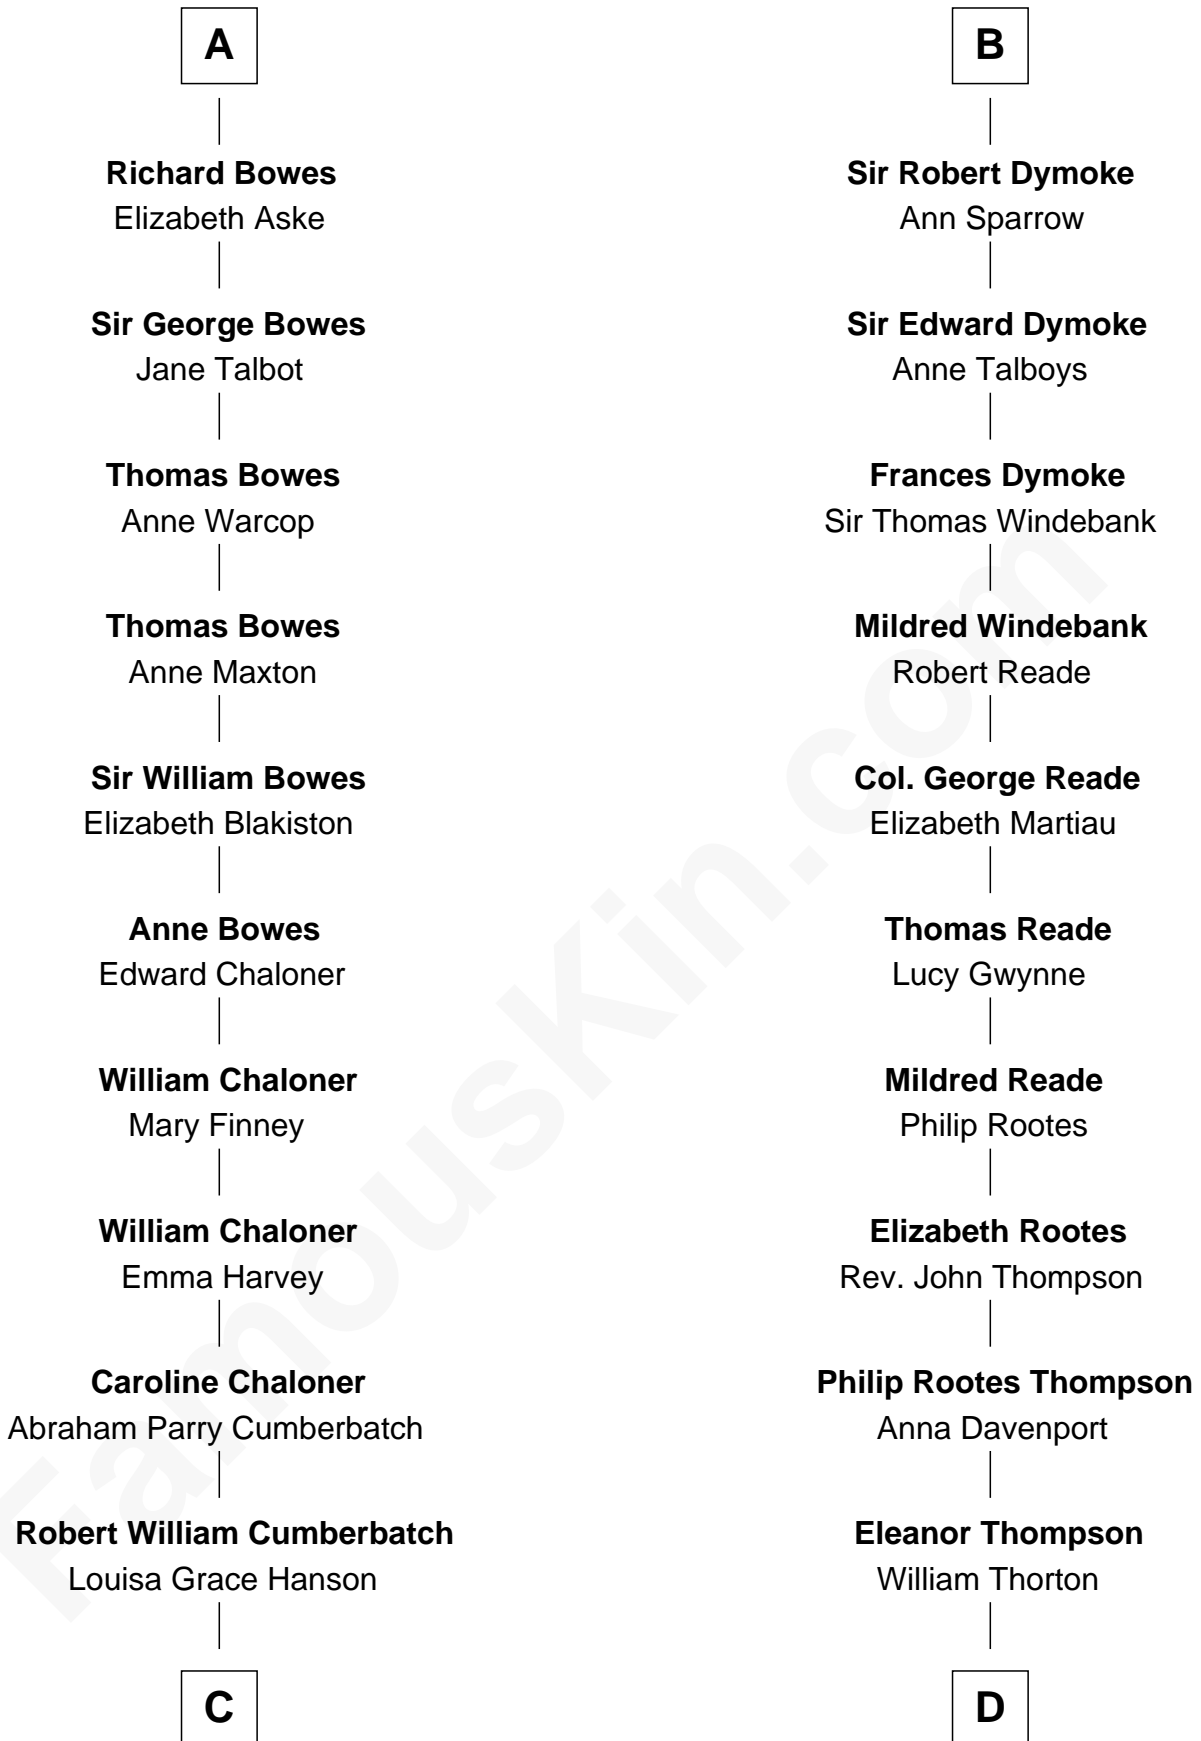 A
Richard Bowes
Elizabeth Aske
Sir George Bowes
Jane Talbot
Thomas Bowes
Anne Warcop
Thomas Bowes
Anne Maxton
Sir William Bowes
Elizabeth Blakiston
Anne Bowes
Edward Chaloner
William Chaloner
Mary Finney
William Chaloner
Emma Harvey
Caroline Chaloner
Abraham Parry Cumberbatch
Robert William Cumberbatch
Louisa Grace Hanson
C
B
Sir Robert Dymoke
Ann Sparrow
Sir Edward Dymoke
Anne Talboys
Frances Dymoke
Sir Thomas Windebank
Mildred Windebank
Robert Reade
Col. George Reade
Elizabeth Martiau
Thomas Reade
Lucy Gwynne
Mildred Reade
Philip Rootes
Elizabeth Rootes
Rev. John Thompson
Philip Rootes Thompson
Anna Davenport
Eleanor Thompson
William Thorton
D
FamousKin.com